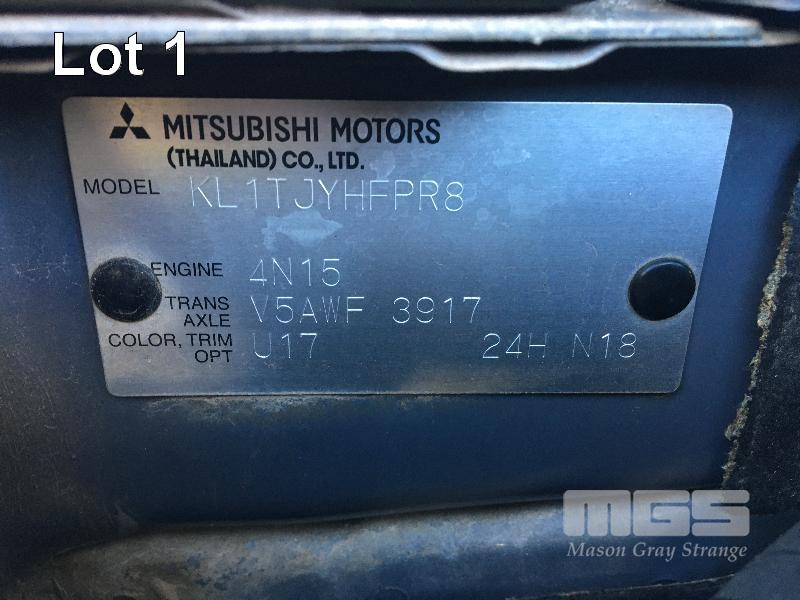 Lot 1
MITSUBISHI MOTORS
(THAILAND) CO., LTD.
MODEL KL1TJYHFPR8
ENGINE 4N15
TRANS AXLE V5AWF 3917
COLOR, TRIM OPT U17 24H N18
MGS
Mason Gray Strange